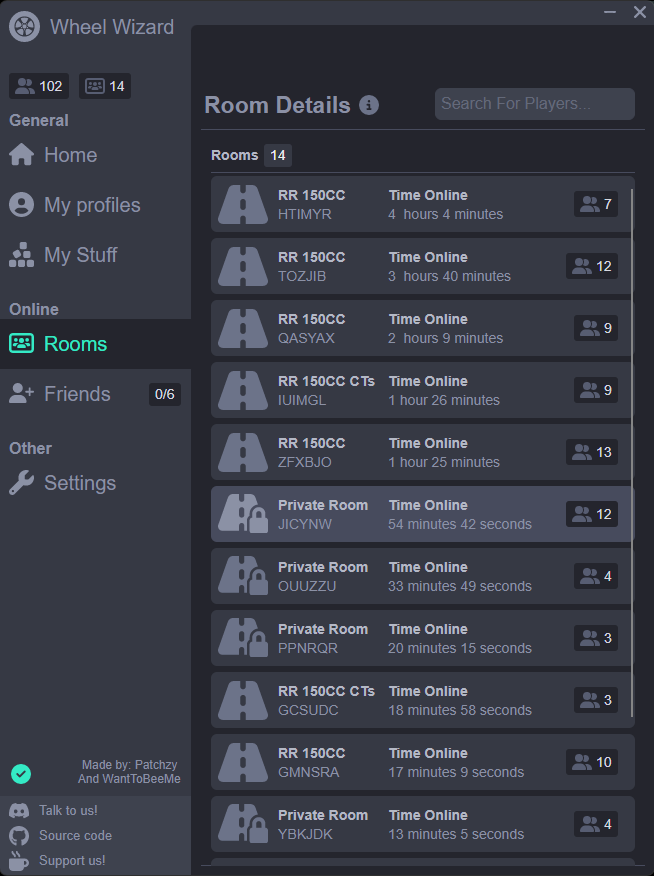 Wheel Wizard
102 14
General
Home
My profiles
My Stuff
Online
Rooms
Friends 0/6
Other
Settings
Made by: Patchzy
And WantToBeeMe
Talk to us!
Source code
Support us!
Room Details
Search For Players...
Rooms 14
RR 150CC Time Online
HTIMYR 4 hours 4 minutes 7
RR 150CC Time Online
TOZJIB 3 hours 40 minutes 12
RR 150CC Time Online
QASYAX 2 hours 9 minutes 9
RR 150CC CTs Time Online
IUIMGL 1 hour 26 minutes 9
RR 150CC Time Online
ZFXBJO 1 hour 25 minutes 13
Private Room Time Online
JICYNW 54 minutes 42 seconds 12
Private Room Time Online
OUUZZU 33 minutes 49 seconds 4
Private Room Time Online
PPNRQR 20 minutes 15 seconds 3
RR 150CC CTs Time Online
GCSUDC 18 minutes 58 seconds 3
RR 150CC Time Online
GMNSRA 17 minutes 9 seconds 10
Private Room Time Online
YBKJDK 13 minutes 5 seconds 4